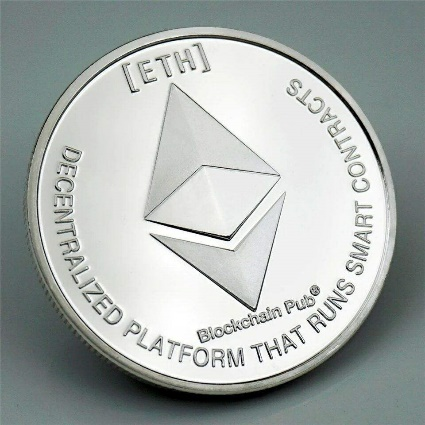 [ETH]
DECENTRALIZED PLATFORM THAT RUNS SMART CONTRACTS
Blockchain Pub®